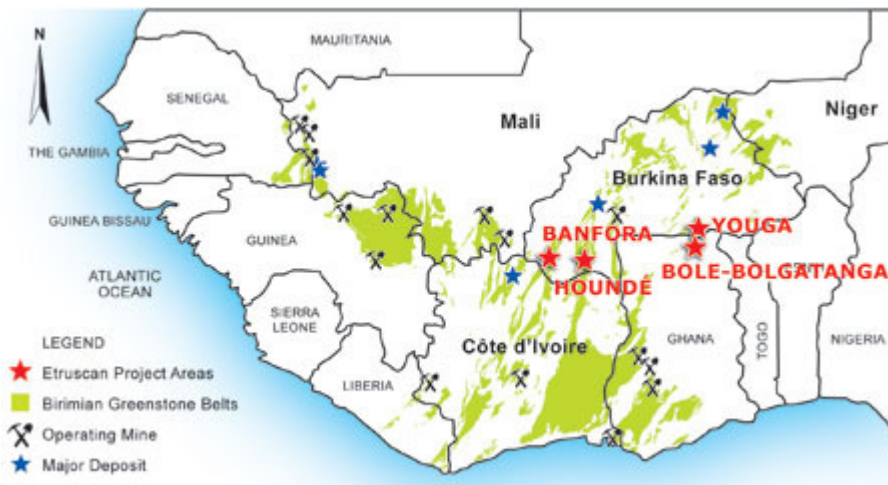 N
MAURITANIA
SENEGAL
Mali
Niger
THE GAMBIA
Burkina Faso
GUINEA BISSAU
GUINEA
BANFORA
YOUGA
BOLE-BOLGATANGA
HOUNDÉ
ATLANTIC
OCEAN
SIERRA
LEONE
Côte d'Ivoire
GHANA
TOGO
NIGERIA
LIBERIA
LEGEND
Etruscan Project Areas
Birimian Greenstone Belts
Operating Mine
Major Deposit